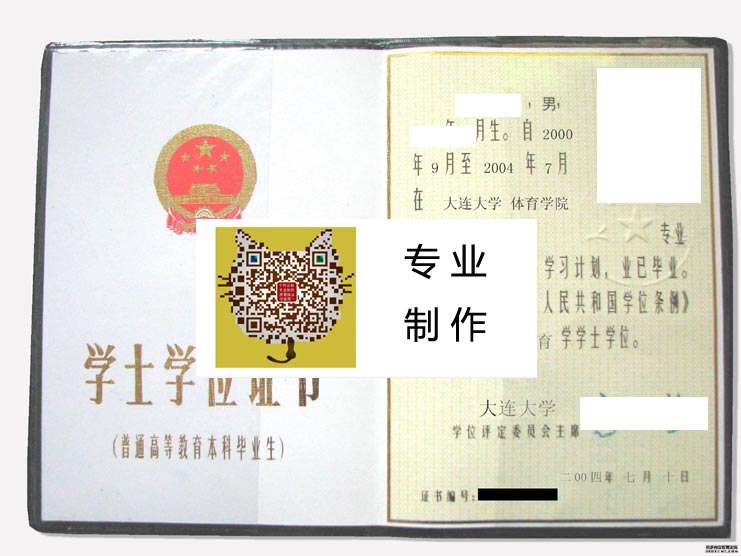 学士学位证书
(普通高等教育本科毕业生)
专业
制作
，男，
年 月生。自 2000
年 9 月至 2004 年 7 月
在 大连大学 体育学院
专业
学习计划，业已毕业。
人民共和国学位条例》
育 学学士学位。
大连大学
学位评定委员会主席
二00四年 七 月 十 日
证书编号: